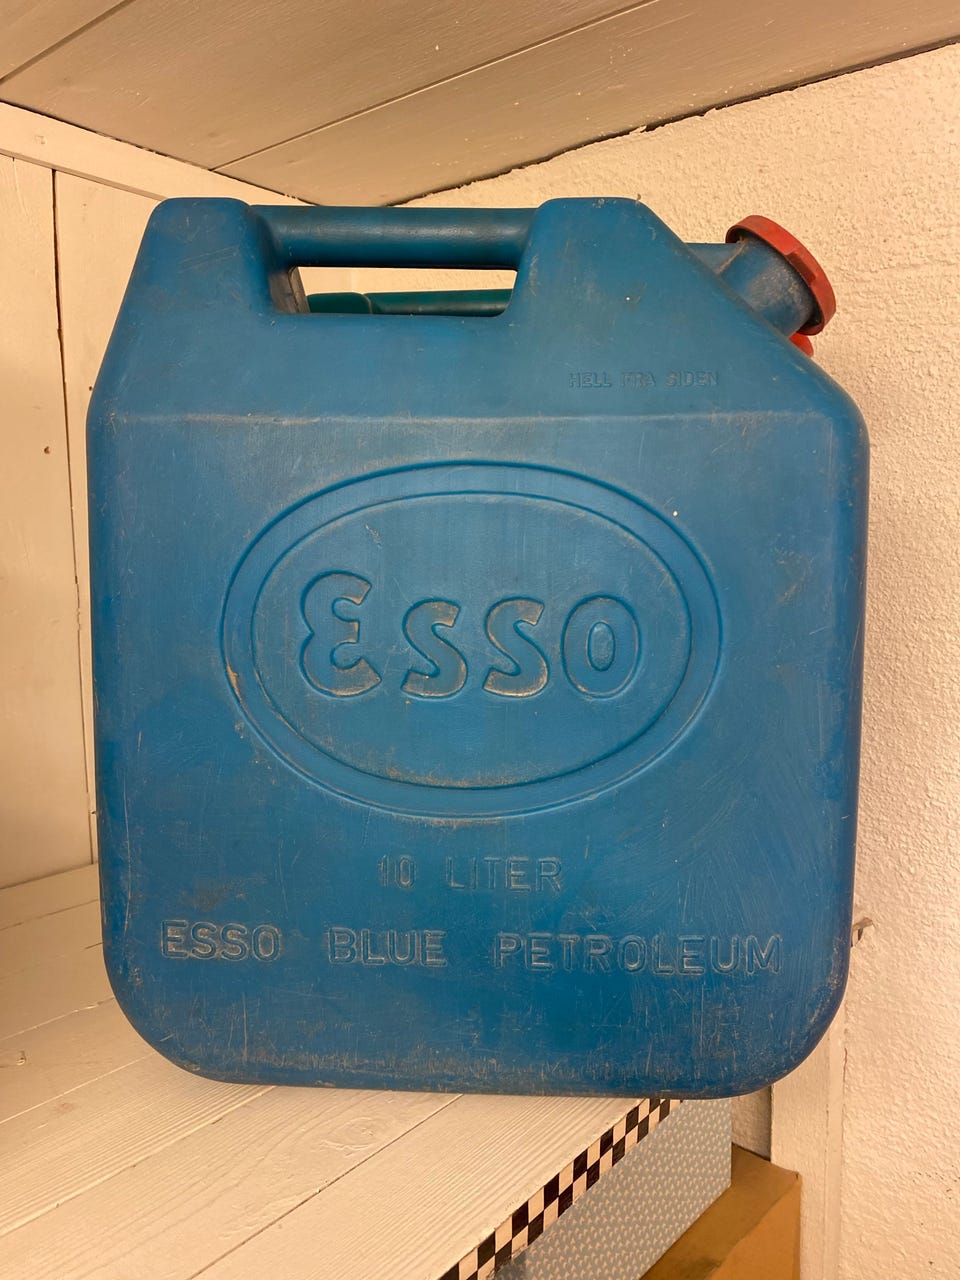 HELL FRA SIDEN
Esso
10 LITER
ESSO BLUE PETROLEUM